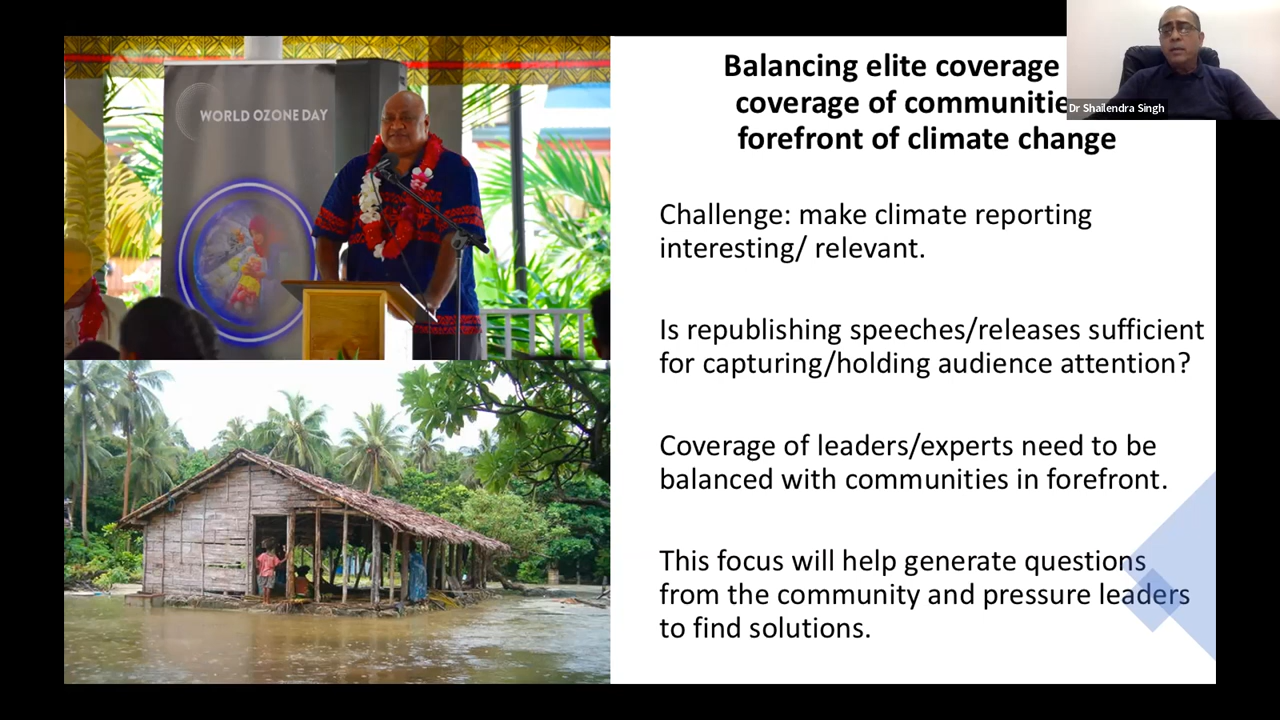 WORLD OZONE DAY
Balancing elite coverage
coverage of communitie
forefront of climate change
Dr Shailendra Singh
Challenge: make climate reporting
interesting/ relevant.
Is republishing speeches/releases sufficient
for capturing/holding audience attention?
Coverage of leaders/experts need to be
balanced with communities in forefront.
This focus will help generate questions
from the community and pressure leaders
to find solutions.